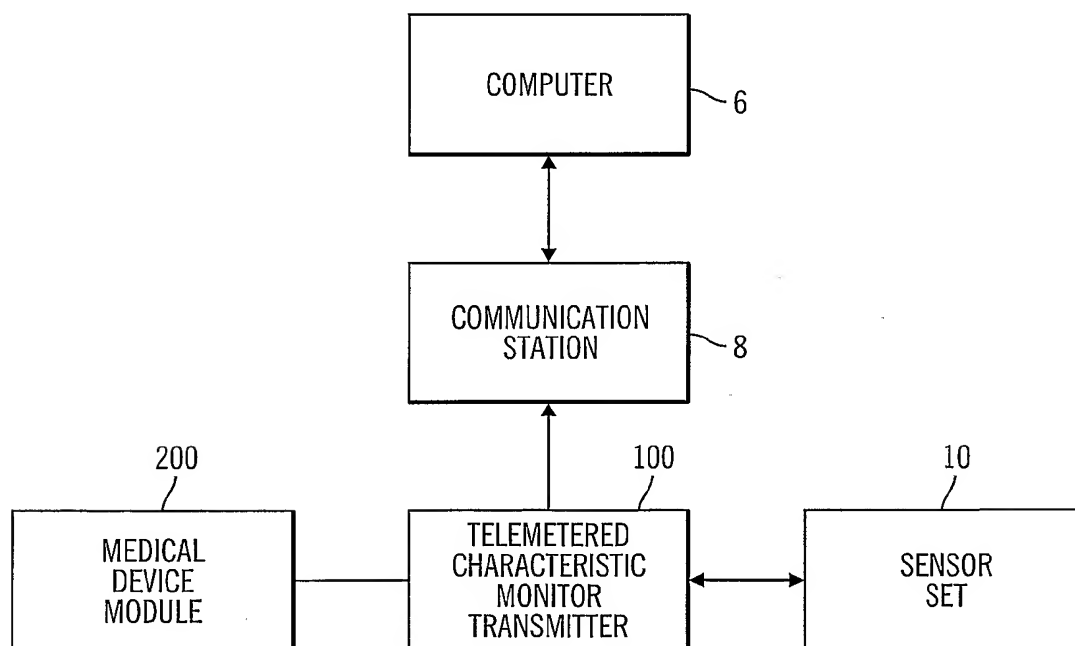 COMPUTER
6
COMMUNICATION
STATION
8
200
100
10
MEDICAL
DEVICE
MODULE
TELEMETERED
CHARACTERISTIC
MONITOR
TRANSMITTER
SENSOR
SET